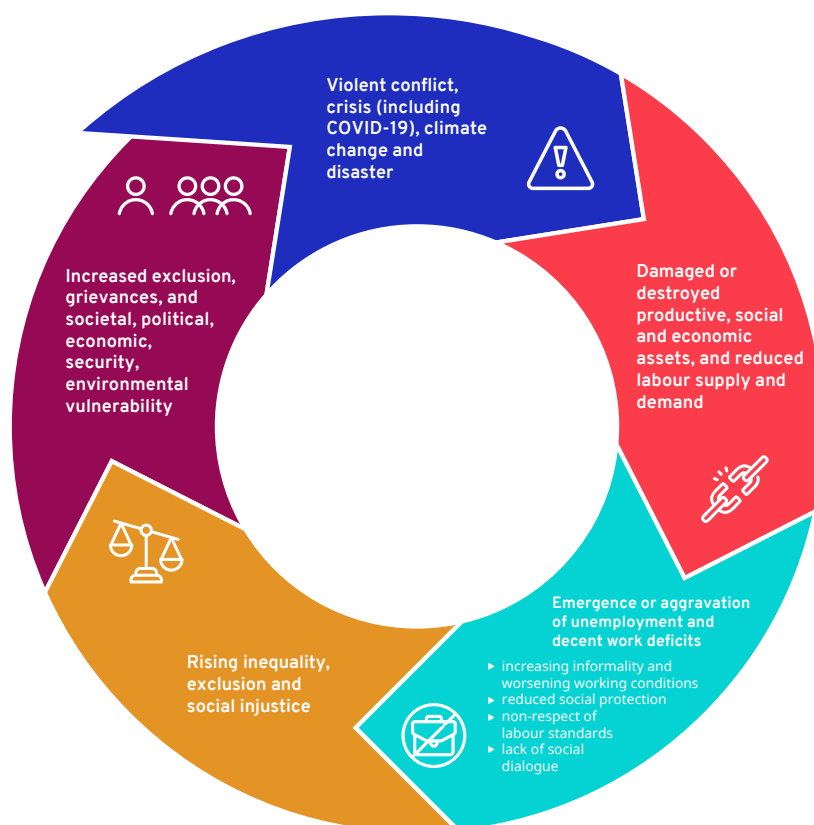 Violent conflict,
crisis (including
COVID-19), climate
change and
disaster
Damaged or
destroyed
productive, social
and economic
assets, and reduced
labour supply and
demand
Emergence or aggravation
of unemployment and
decent work deficits
▶ increasing informality and
worsening working conditions
▶ reduced social protection
▶ non-respect of
labour standards
▶ lack of social
dialogue
Rising inequality,
exclusion and
social injustice
Increased exclusion,
grievances, and
societal, political,
economic,
security,
environmental
vulnerability